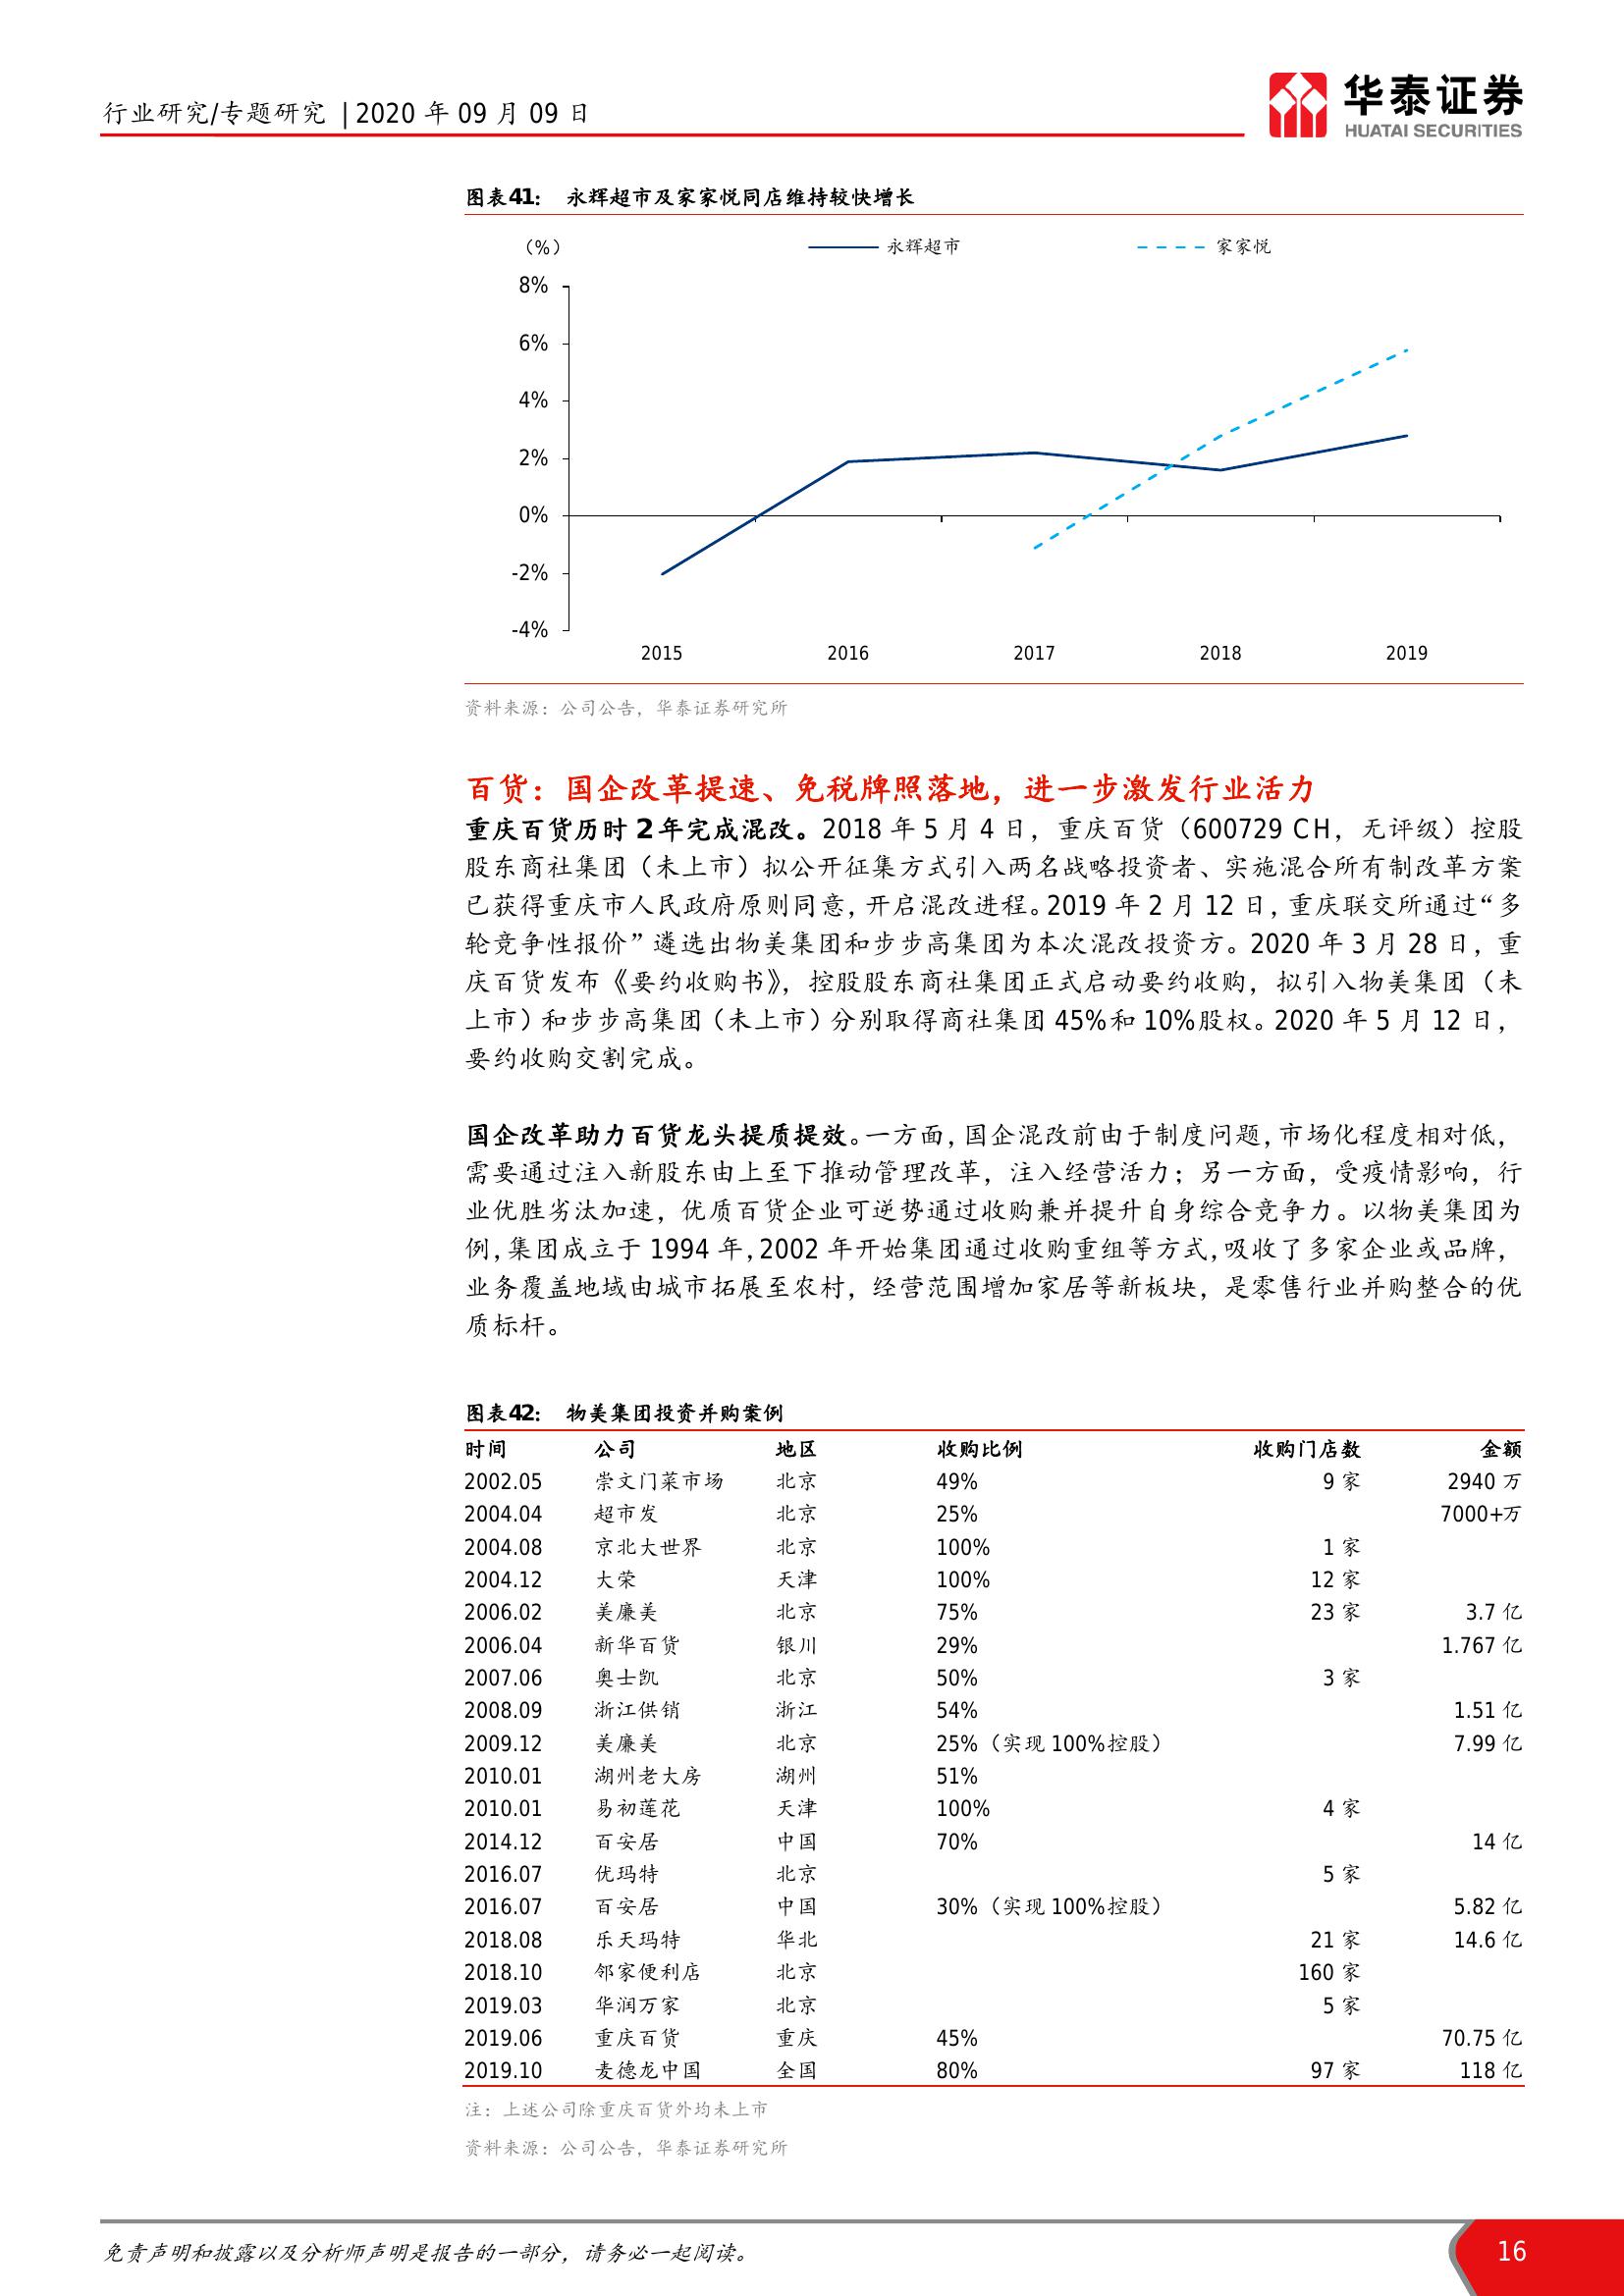 行业研究/专题研究 | 2020 年 09 月 09 日
华泰证券
HUATAI SECURITIES
图表41： 永辉超市及家家悦同店维持较快增长
（%） 永辉超市 家家悦
8%
6%
4%
2%
0%
-2%
-4%
2015 2016 2017 2018 2019
资料来源：公司公告，华泰证券研究所
百货：国企改革提速、免税牌照落地，进一步激发行业活力
重庆百货历时 2 年完成混改。2018 年 5 月 4 日，重庆百货（600729 CH，无评级）控股
股东商社集团（未上市）拟公开征集方式引入两名战略投资者、实施混合所有制改革方案
已获得重庆市人民政府原则同意，开启混改进程。2019 年 2 月 12 日，重庆联交所通过“多
轮竞争性报价”遴选出物美集团和步步高集团为本次混改投资方。2020 年 3 月 28 日，重
庆百货发布《要约收购书》，控股股东商社集团正式启动要约收购，拟引入物美集团（未
上市）和步步高集团（未上市）分别取得商社集团 45%和 10%股权。2020 年 5 月 12 日，
要约收购交割完成。
国企改革助力百货龙头提质提效。一方面，国企混改前由于制度问题，市场化程度相对低，
需要通过注入新股东由上至下推动管理改革，注入经营活力；另一方面，受疫情影响，行
业优胜劣汰加速，优质百货企业可逆势通过收购兼并提升自身综合竞争力。以物美集团为
例，集团成立于 1994 年，2002 年开始集团通过收购重组等方式，吸收了多家企业或品牌，
业务覆盖地域由城市拓展至农村，经营范围增加家居等新板块，是零售行业并购整合的优
质标杆。
图表42： 物美集团投资并购案例
时间 公司 地区 收购比例 收购门店数 金额
2002.05 崇文门菜市场 北京 49% 9 家 2940 万
2004.04 超市发 北京 25% 7000+万
2004.08 京北大世界 北京 100% 1 家
2004.12 大荣 天津 100% 12 家
2006.02 美廉美 北京 75% 23 家 3.7 亿
2006.04 新华百货 银川 29% 1.767 亿
2007.06 奥士凯 北京 50% 3 家
2008.09 浙江供销 浙江 54% 1.51 亿
2009.12 美廉美 北京 25%（实现 100%控股） 7.99 亿
2010.01 湖州老大房 湖州 51%
2010.01 易初莲花 天津 100% 4 家
2014.12 百安居 中国 70% 14 亿
2016.07 优玛特 北京 5 家
2016.07 百安居 中国 30%（实现 100%控股） 5.82 亿
2018.08 乐天玛特 华北 21 家 14.6 亿
2018.10 邻家便利店 北京 160 家
2019.03 华润万家 北京 5 家
2019.06 重庆百货 重庆 45% 70.75 亿
2019.10 麦德龙中国 全国 80% 97 家 118 亿
注：上述公司除重庆百货外均未上市
资料来源：公司公告，华泰证券研究所
免责声明和披露以及分析师声明是报告的一部分，请务必一起阅读。 16